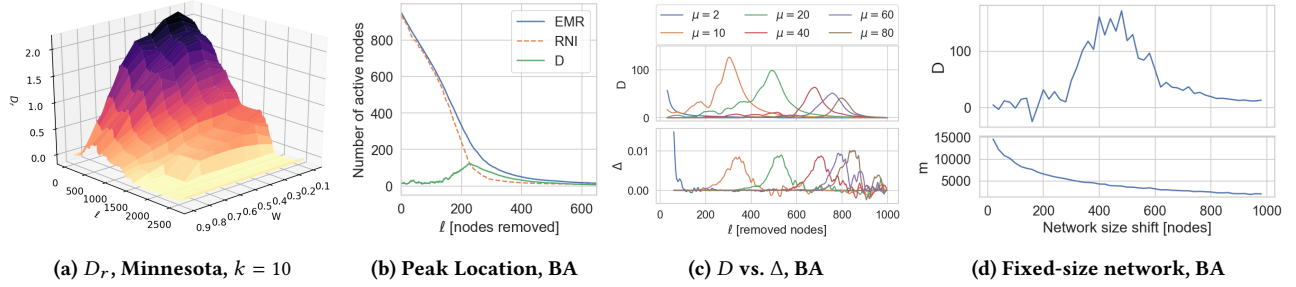 2.0
1.5
1.0
0.5
0.0
D_r
0
500
1000
1500
2000
2500
ℓ
0.9
0.8
0.7
0.6
0.5
0.4
0.3
0.2
0.1
W
(a) D_r, Minnesota, k = 10
Number of active nodes
800
600
400
200
0
EMR
RNI
D
0 200 400 600
ℓ [nodes removed]
(b) Peak Location, BA
μ = 2 μ = 20 μ = 60
μ = 10 μ = 40 μ = 80
D
100
0
Δ
0.01
0.00
0 200 400 600 800 1000
ℓ [removed nodes]
(c) D vs. Δ, BA
D
100
0
m
15000
10000
5000
0 200 400 600 800 1000
Network size shift [nodes]
(d) Fixed-size network, BA